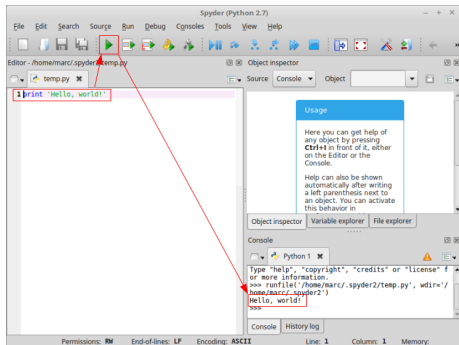 Spyder (Python 2.7)
File Edit Search Source Run Debug Consoles Tools View Help
Editor - /home/marc/.spyder2/temp.py
temp.py
1 print 'Hello, world!'
Object inspector
Source Console Object
Usage
Here you can get help of
any object by pressing
Ctrl+I in front of it, either
on the Editor or the
Console.
Help can also be shown
automatically after writing
a left parenthesis next to
an object. You can activate
this behavior in
Object inspector Variable explorer File explorer
Console
Python 1
Type "help", "copyright", "credits" or "license" f
or more information.
>>> runfile('/home/marc/.spyder2/temp.py', wdir='/
home/marc/.spyder2')
Hello, world!
>>>
Console History log
Permissions: RW End-of-lines: LF Encoding: ASCII Line: 1 Column: 1 Memory: